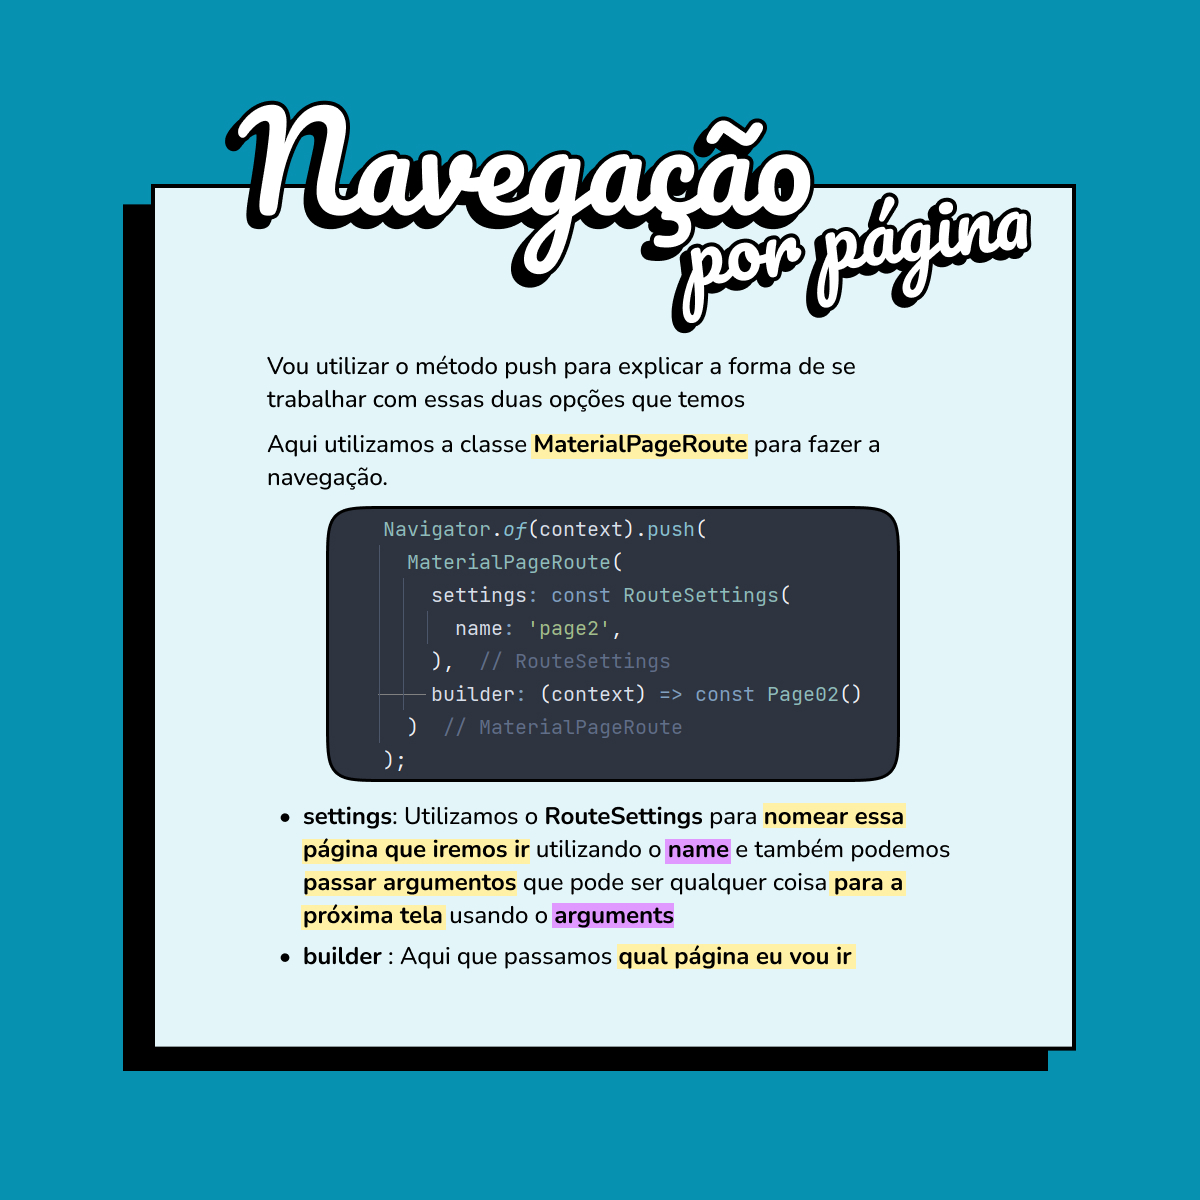 Navegação
por página
Vou utilizar o método push para explicar a forma de se
trabalhar com essas duas opções que temos
Aqui utilizamos a classe MaterialPageRoute para fazer a
navegação.
Navigator.of(context).push(
MaterialPageRoute(
settings: const RouteSettings(
name: 'page2',
), // RouteSettings
builder: (context) => const Page02()
) // MaterialPageRoute
);
• settings: Utilizamos o RouteSettings para nomear essa
página que iremos ir utilizando o name e também podemos
passar argumentos que pode ser qualquer coisa para a
próxima tela usando o arguments
• builder : Aqui que passamos qual página eu vou ir